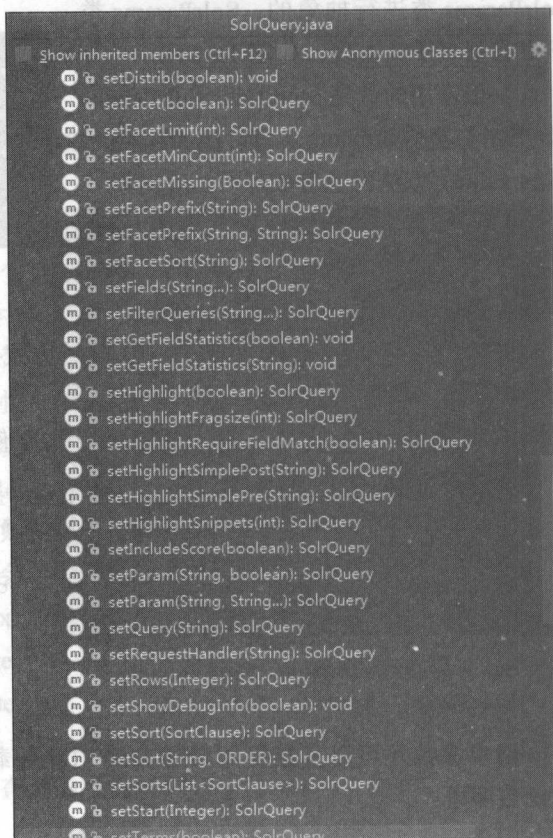 SolrQuery.java
Show inherited members (Ctrl+F12) Show Anonymous Classes (Ctrl+I)
m setDistrib(boolean): void
m setFacet(boolean): SolrQuery
m setFacetLimit(int): SolrQuery
m setFacetMinCount(int): SolrQuery
m setFacetMissing(Boolean): SolrQuery
m setFacetPrefix(String): SolrQuery
m setFacetPrefix(String, String): SolrQuery
m setFacetSort(String): SolrQuery
m setFields(String...): SolrQuery
m setFilterQueries(String...): SolrQuery
m setGetFieldStatistics(boolean): void
m setGetFieldStatistics(String): void
m setHighlight(boolean): SolrQuery
m setHighlightFragsize(int): SolrQuery
m setHighlightRequireFieldMatch(boolean): SolrQuery
m setHighlightSimplePost(String): SolrQuery
m setHighlightSimplePre(String): SolrQuery
m setHighlightSnippets(int): SolrQuery
m setIncludeScore(boolean): SolrQuery
m setParam(String, boolean): SolrQuery
m setParam(String, String...): SolrQuery
m setQuery(String): SolrQuery
m setRequestHandler(String): SolrQuery
m setRows(Integer): SolrQuery
m setShowDebugInfo(boolean): void
m setSort(SortClause): SolrQuery
m setSort(String, ORDER): SolrQuery
m setSorts(List<SortClause>): SolrQuery
m setStart(Integer): SolrQuery
m setTerms(boolean): SolrQuery